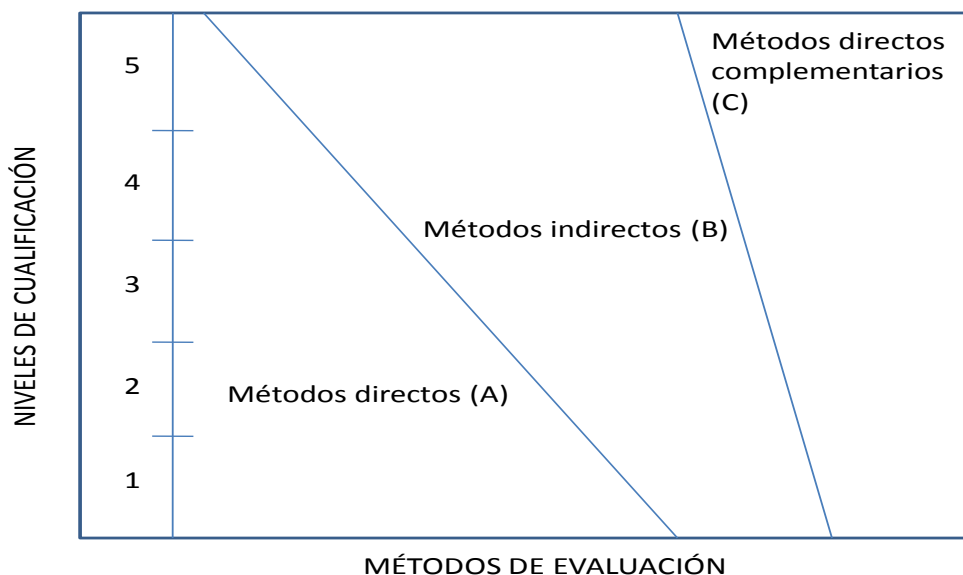 NIVELES DE CUALIFICACIÓN
5
4
3
2
1
Métodos directos
complementarios
(C)
Métodos indirectos (B)
Métodos directos (A)
MÉTODOS DE EVALUACIÓN